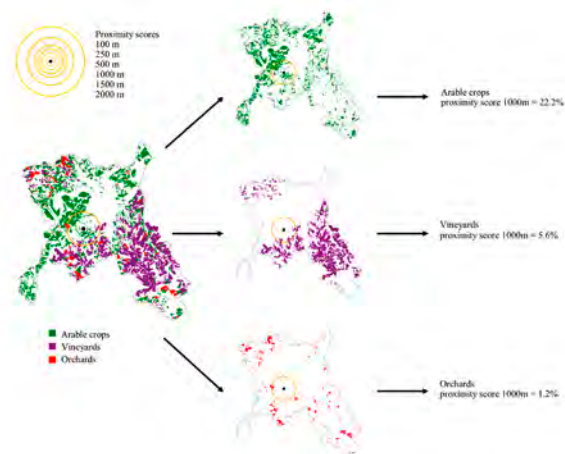 Proximity scores
100 m
250 m
500 m
1000 m
1500 m
2000 m
Arable crops
proximity score 1000m = 22.2%
Vineyards
proximity score 1000m = 5.6%
Arable crops
Vineyards
Orchards
Orchards
proximity score 1000m = 1.2%